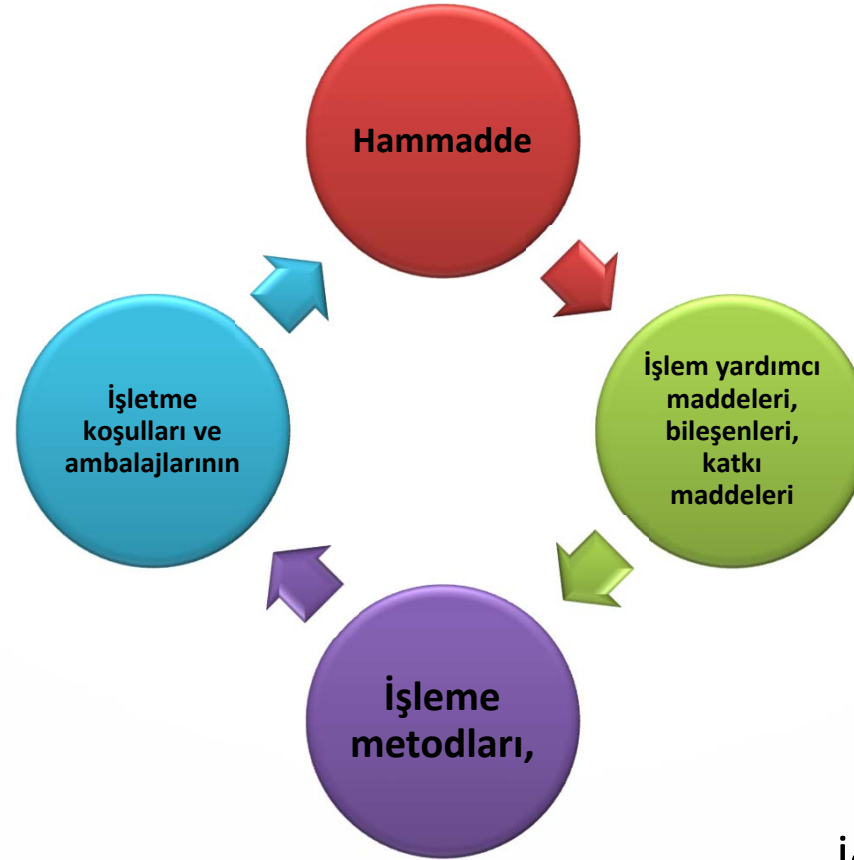 Hammadde
İşlem yardımcı
maddeleri,
bileşenleri,
katkı
maddeleri
İşleme
metodları,
İşletme
koşulları ve
ambalajlarının